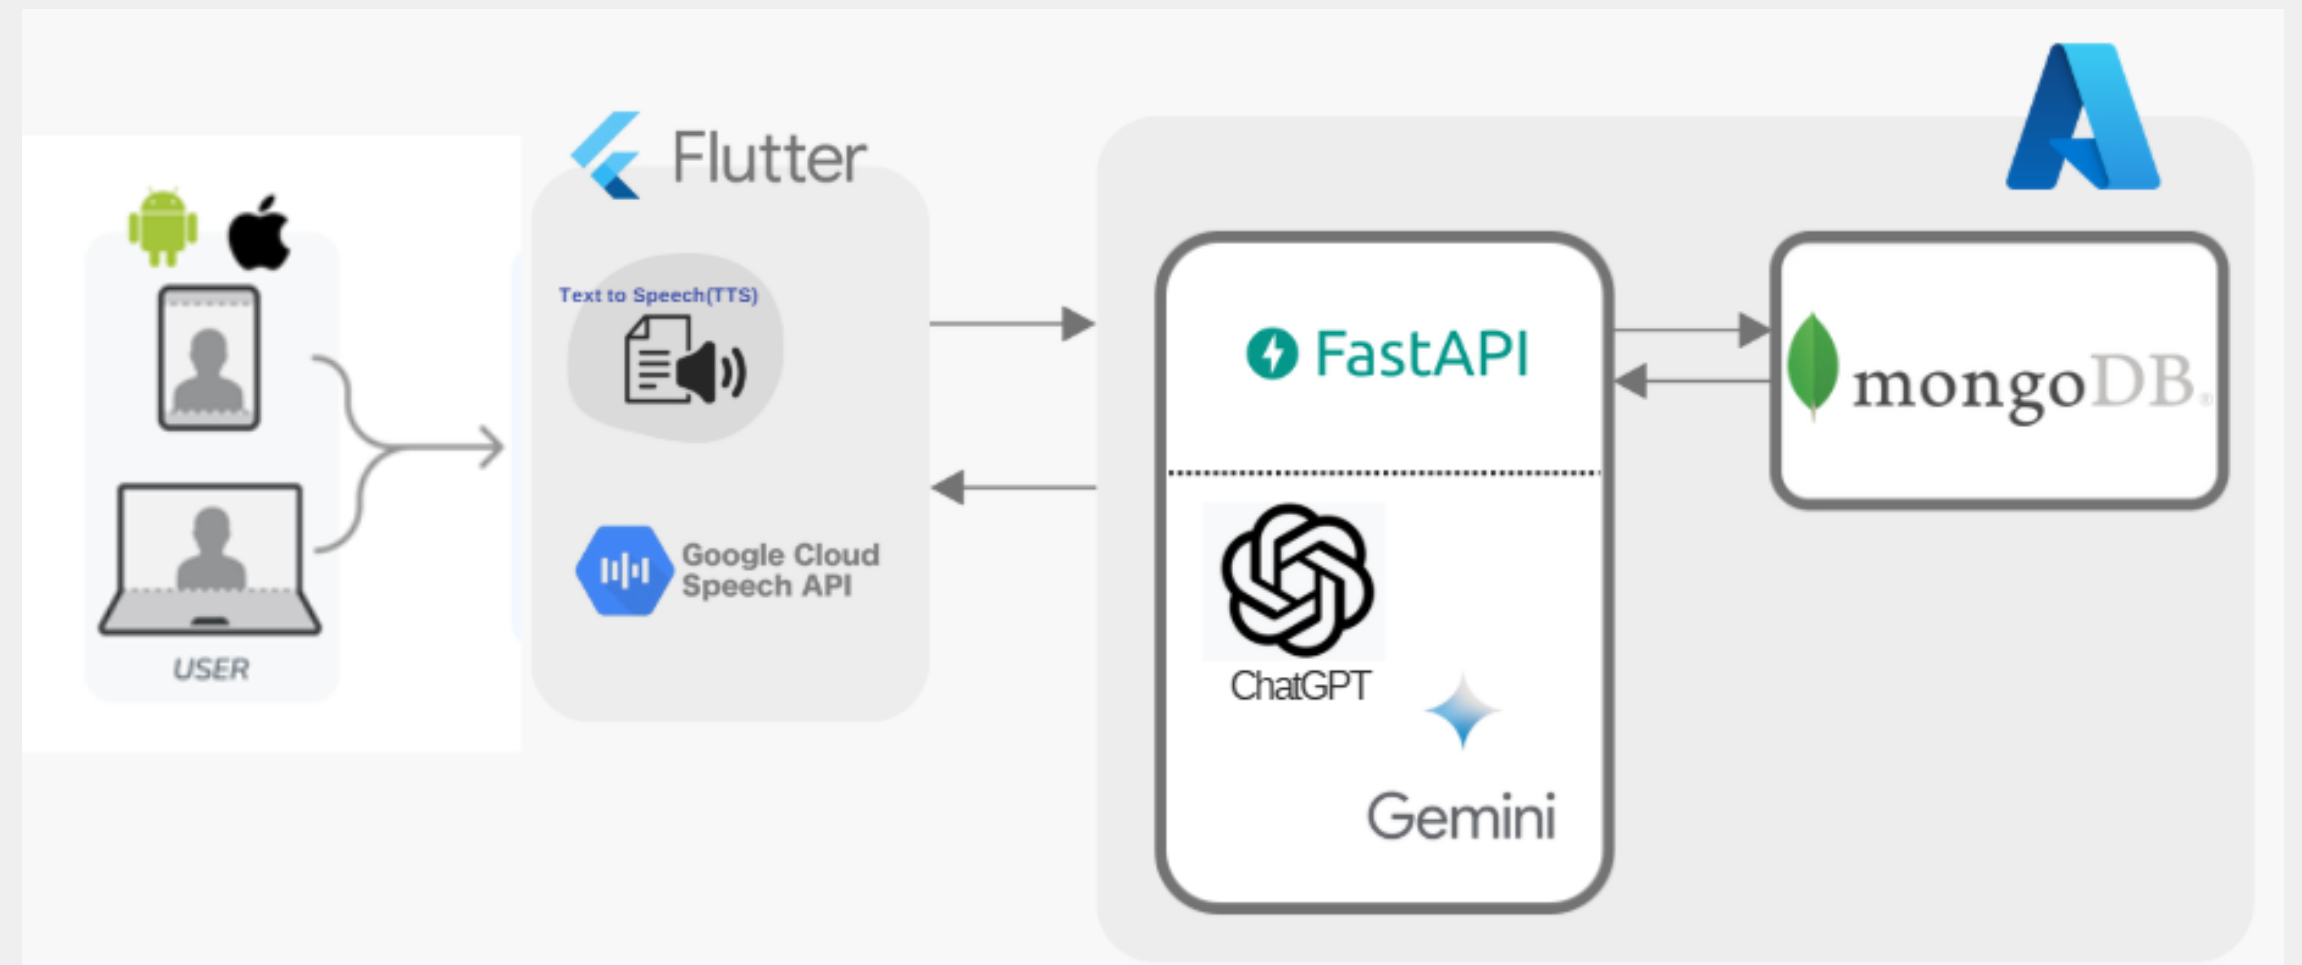 Flutter
Text to Speech(TTS)
Google Cloud
Speech API
USER
FastAPI
ChatGPT
Gemini
mongoDB®